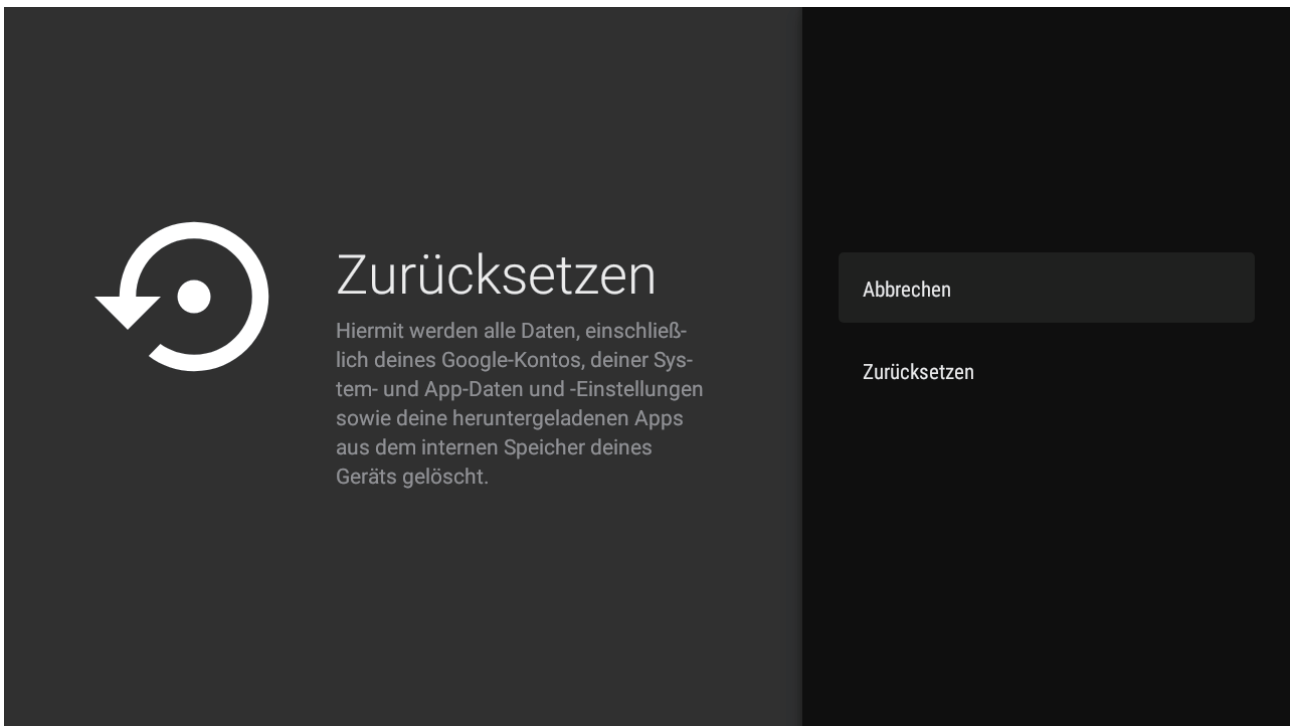 Zurücksetzen
Hiermit werden alle Daten, einschließ-
lich deines Google-Kontos, deiner Sys-
tem- und App-Daten und -Einstellungen
sowie deine heruntergeladenen Apps
aus dem internen Speicher deines
Geräts gelöscht.
Abbrechen
Zurücksetzen